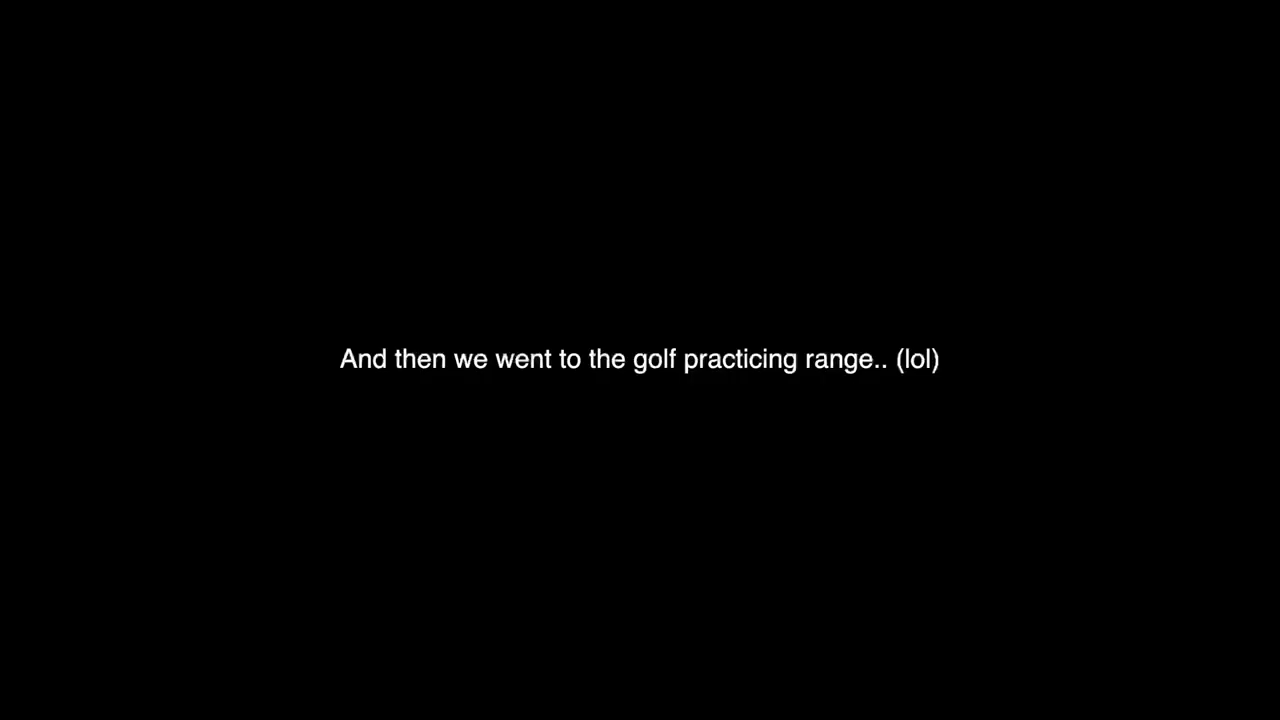 And then we went to the golf practicing range.. (lol)